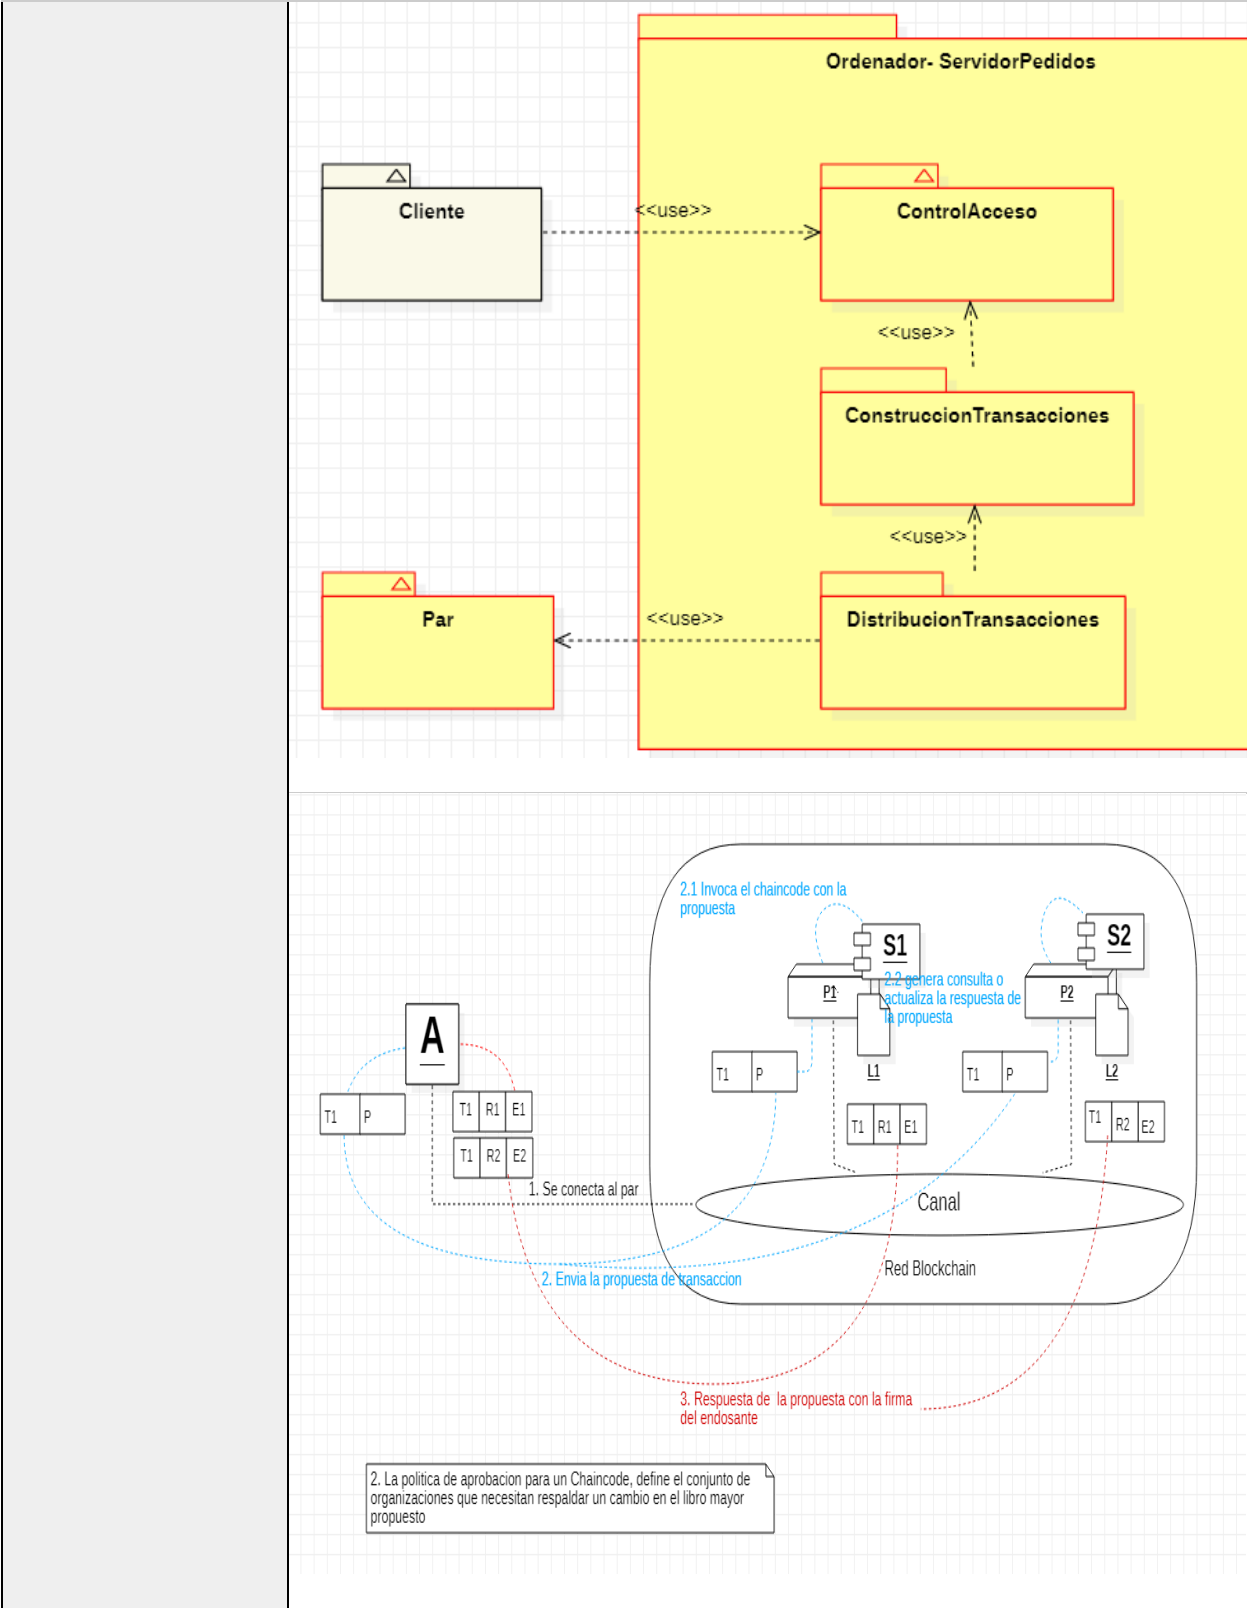 Ordenador- ServidorPedidos
Cliente
<<use>>
ControlAcceso
<<use>>
ConstruccionTransacciones
<<use>>
Par
<<use>>
DistribucionTransacciones
2.1 Invoca el chaincode con la
propuesta
S1
S2
P1
2.2 genera consulta o
actualiza la respuesta de
la propuesta
P2
A
L1
L2
T1 P
T1 P
T1 P
T1 R1 E1
T1 R2 E2
T1 R1 E1
T1 R2 E2
1. Se conecta al par
Canal
Red Blockchain
2. Envia la propuesta de transaccion
3. Respuesta de la propuesta con la firma
del endosante
2. La politica de aprobacion para un Chaincode, define el conjunto de
organizaciones que necesitan respaldar un cambio en el libro mayor
propuesto